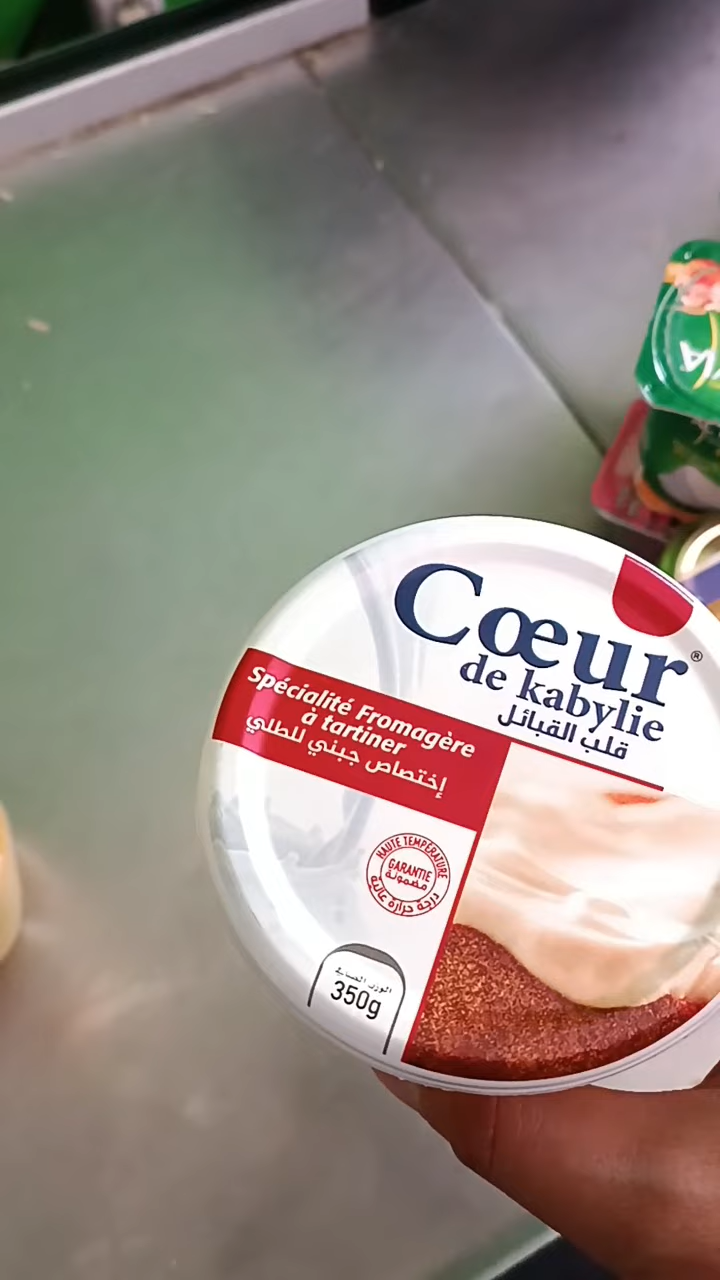 Cœur®
de kabylie
قلب القبائل
Spécialité Fromagère
à tartiner
إختصاص جبني للطلي
HAUTE TEMPÉRATURE
GARANTIE
مضمونة
درجة حرارة عالية
الوزن الصافي
350g